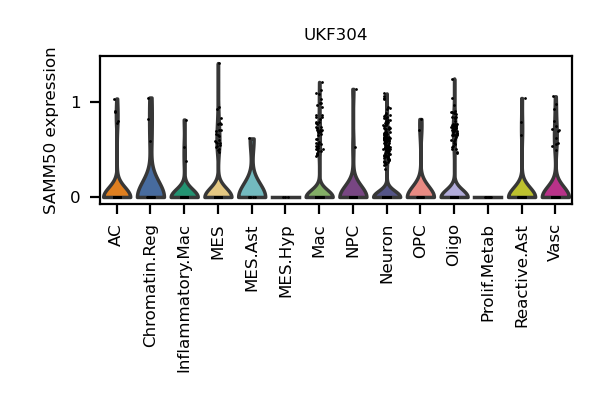 UKF304
SAMM50 expression
1
0
AC
Chromatin.Reg
Inflammatory.Mac
MES
MES.Ast
MES.Hyp
Mac
NPC
Neuron
OPC
Oligo
Prolif.Metab
Reactive.Ast
Vasc